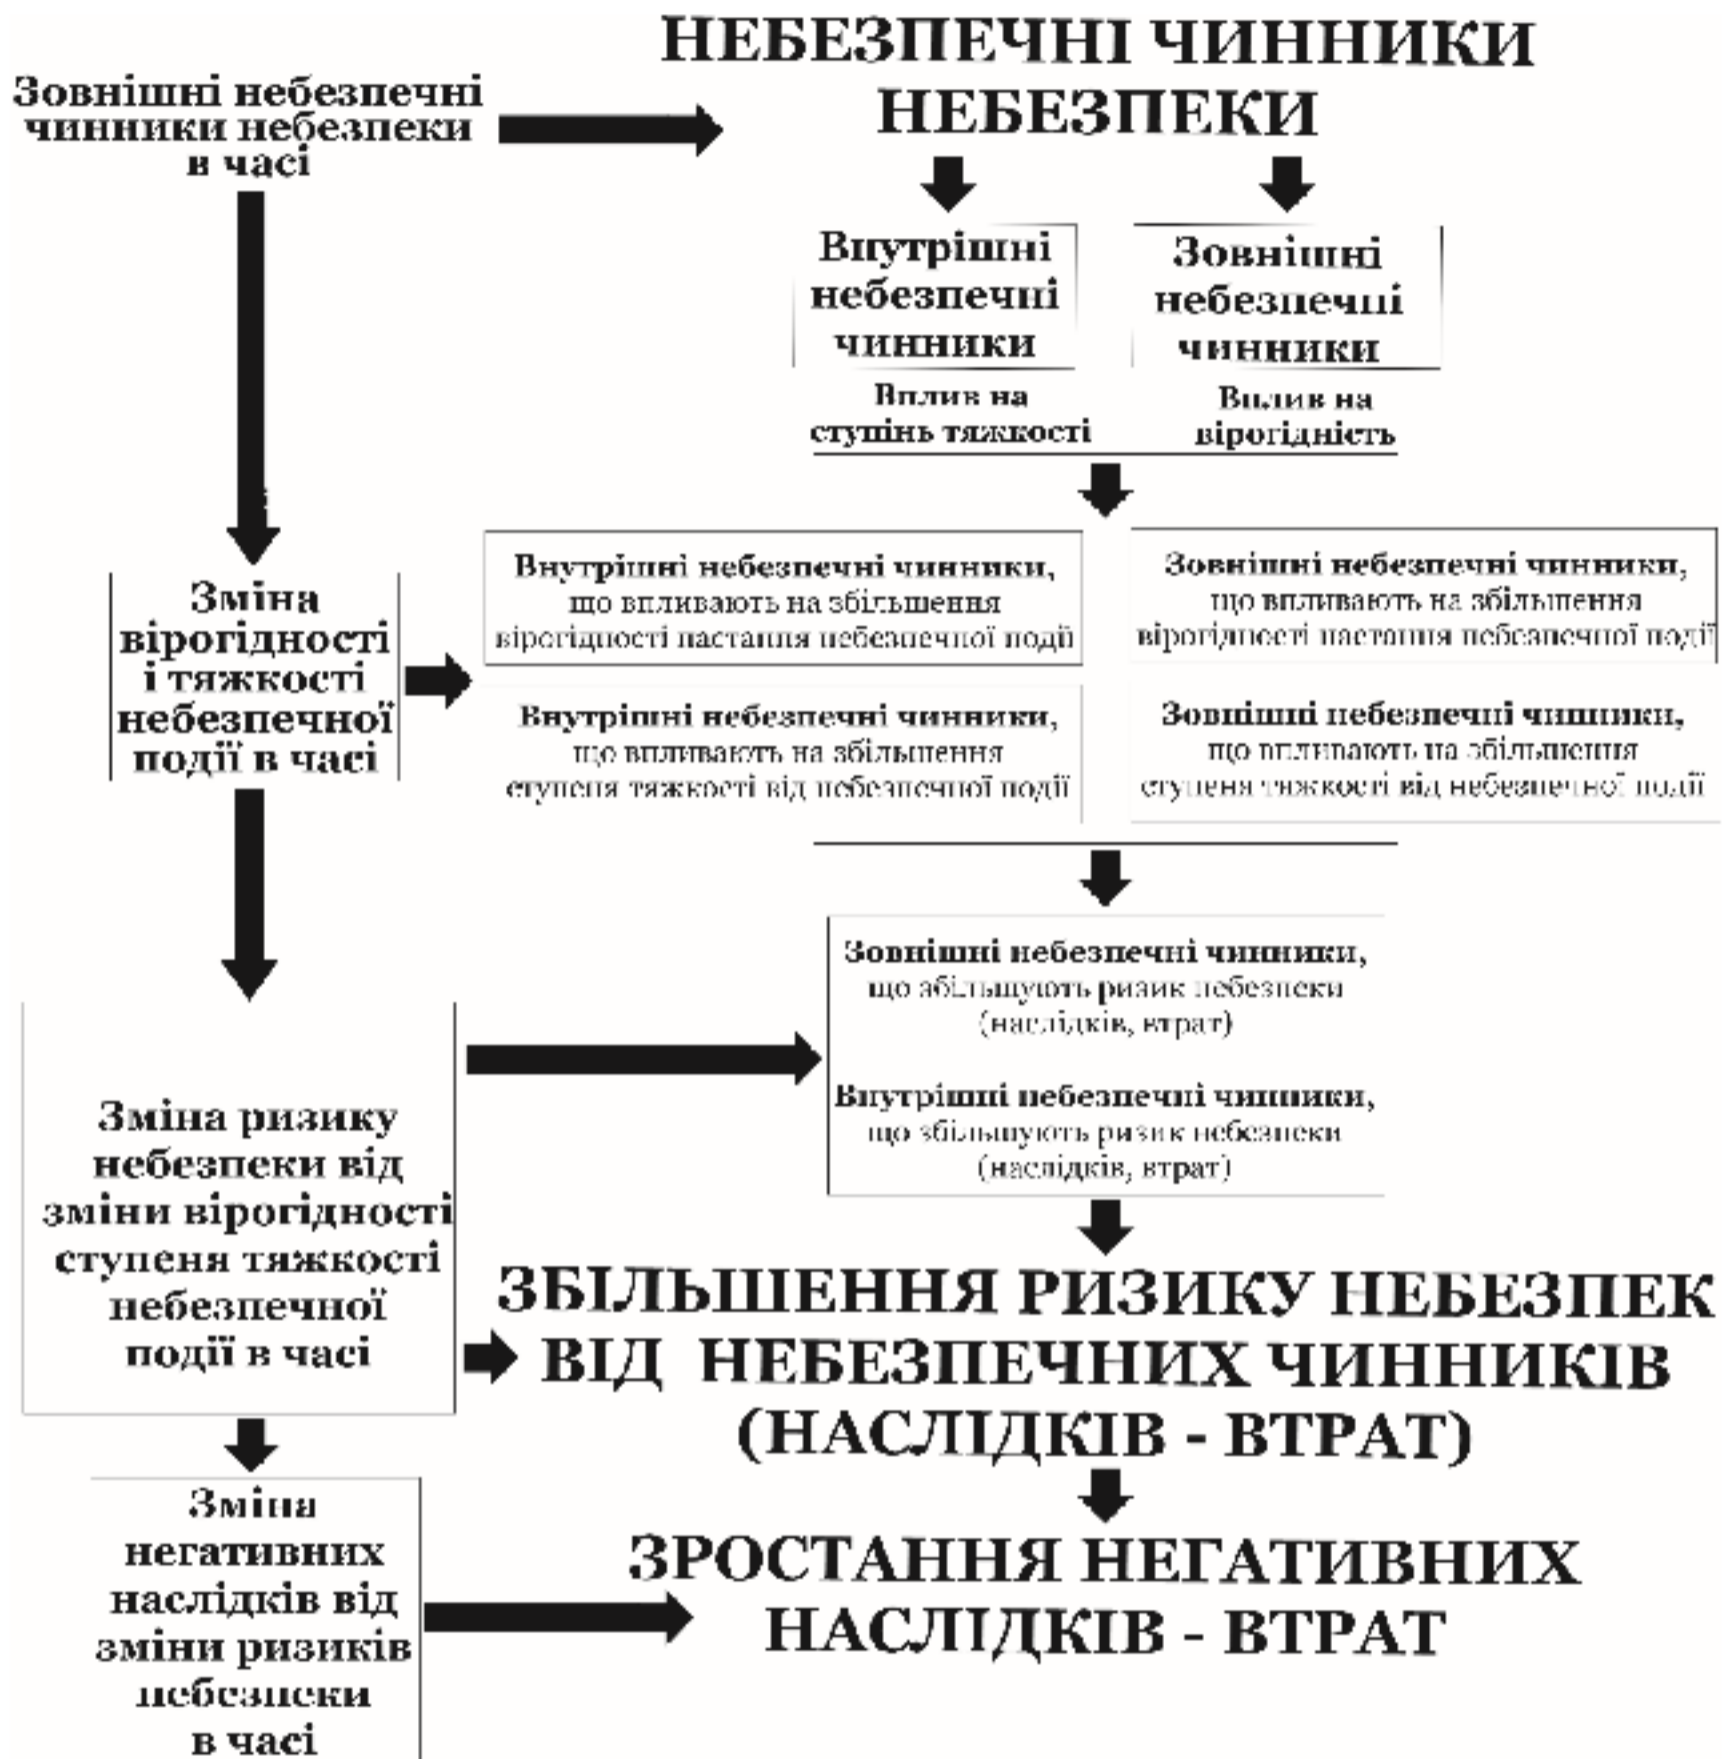 НЕБЕЗПЕЧНІ ЧИННИКИ
НЕБЕЗПЕКИ
Зовнішні небезпечні
чинники небезпеки
в часі
Внутрішні
небезпечні
чинники
Вплив на
ступінь тяжкості
Зовнішні
небезпечні
чинники
Вплив на
вірогідність
Зміна
вірогідності
і тяжкості
небезпечної
події в часі
Внутрішні небезпечні чинники,
що впливають на збільшення
вірогідності настання небезпечної події
Зовнішні небезпечні чинники,
що впливають на збільшення
вірогідності настання небезпечної події
Внутрішні небезпечні чинники,
що впливають на збільшення
ступеня тяжкості від небезпечної події
Зовнішні небезпечні чинники,
що впливають на збільшення
ступеня тяжкості від небезпечної події
Зовнішні небезпечні чинники,
що збільшують ризик небезпеки
(наслідків, втрат)
Внутрішні небезпечні чинники,
що збільшують ризик небезпеки
(наслідків, втрат)
Зміна ризику
небезпеки від
зміни вірогідності
ступеня тяжкості
небезпечної
події в часі
ЗБІЛЬШЕННЯ РИЗИКУ НЕБЕЗПЕК
ВІД НЕБЕЗПЕЧНИХ ЧИННИКІВ
(НАСЛІДКІВ - ВТРАТ)
Зміна
негативних
наслідків від
зміни ризиків
небезпеки
в часі
ЗРОСТАННЯ НЕГАТИВНИХ
НАСЛІДКІВ - ВТРАТ